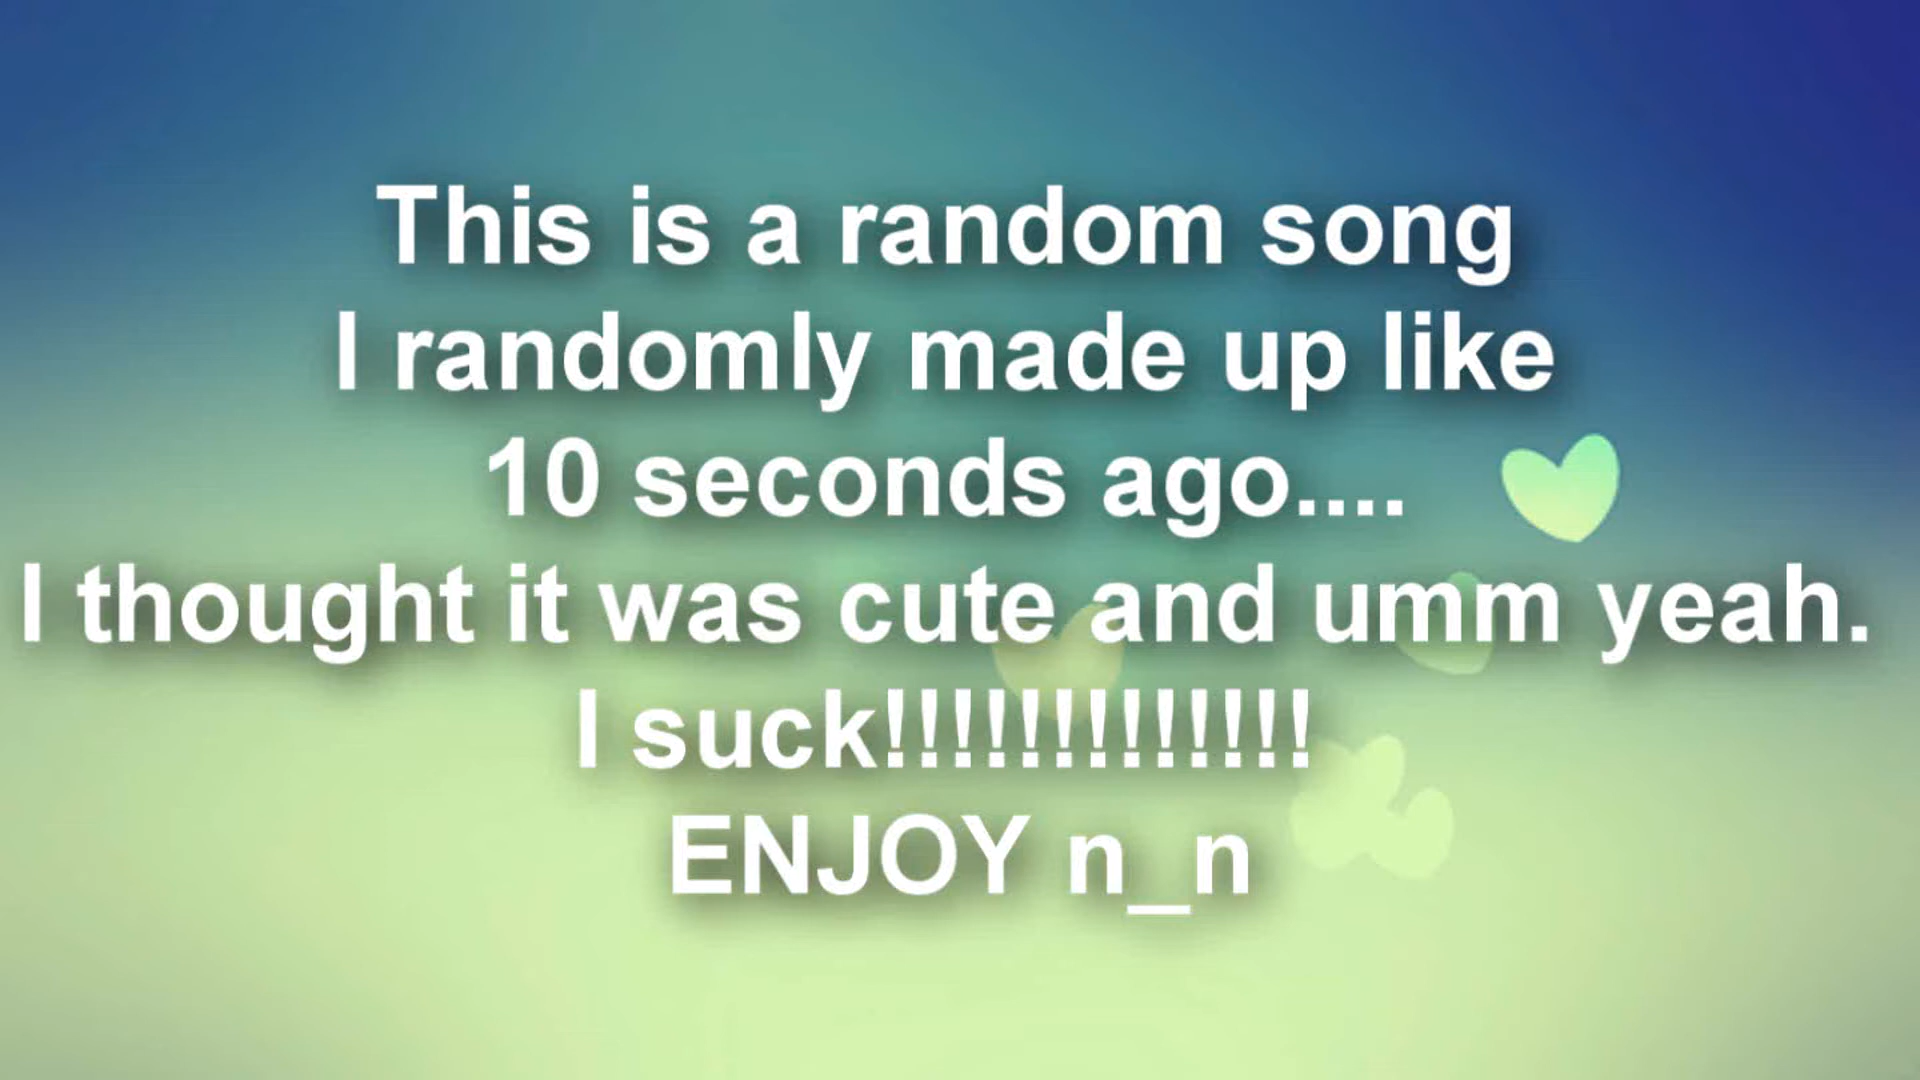 This is a random song
I randomly made up like
10 seconds ago....
I thought it was cute and umm yeah.
I suck!!!!!!!!!!!!!
ENJOY n_n